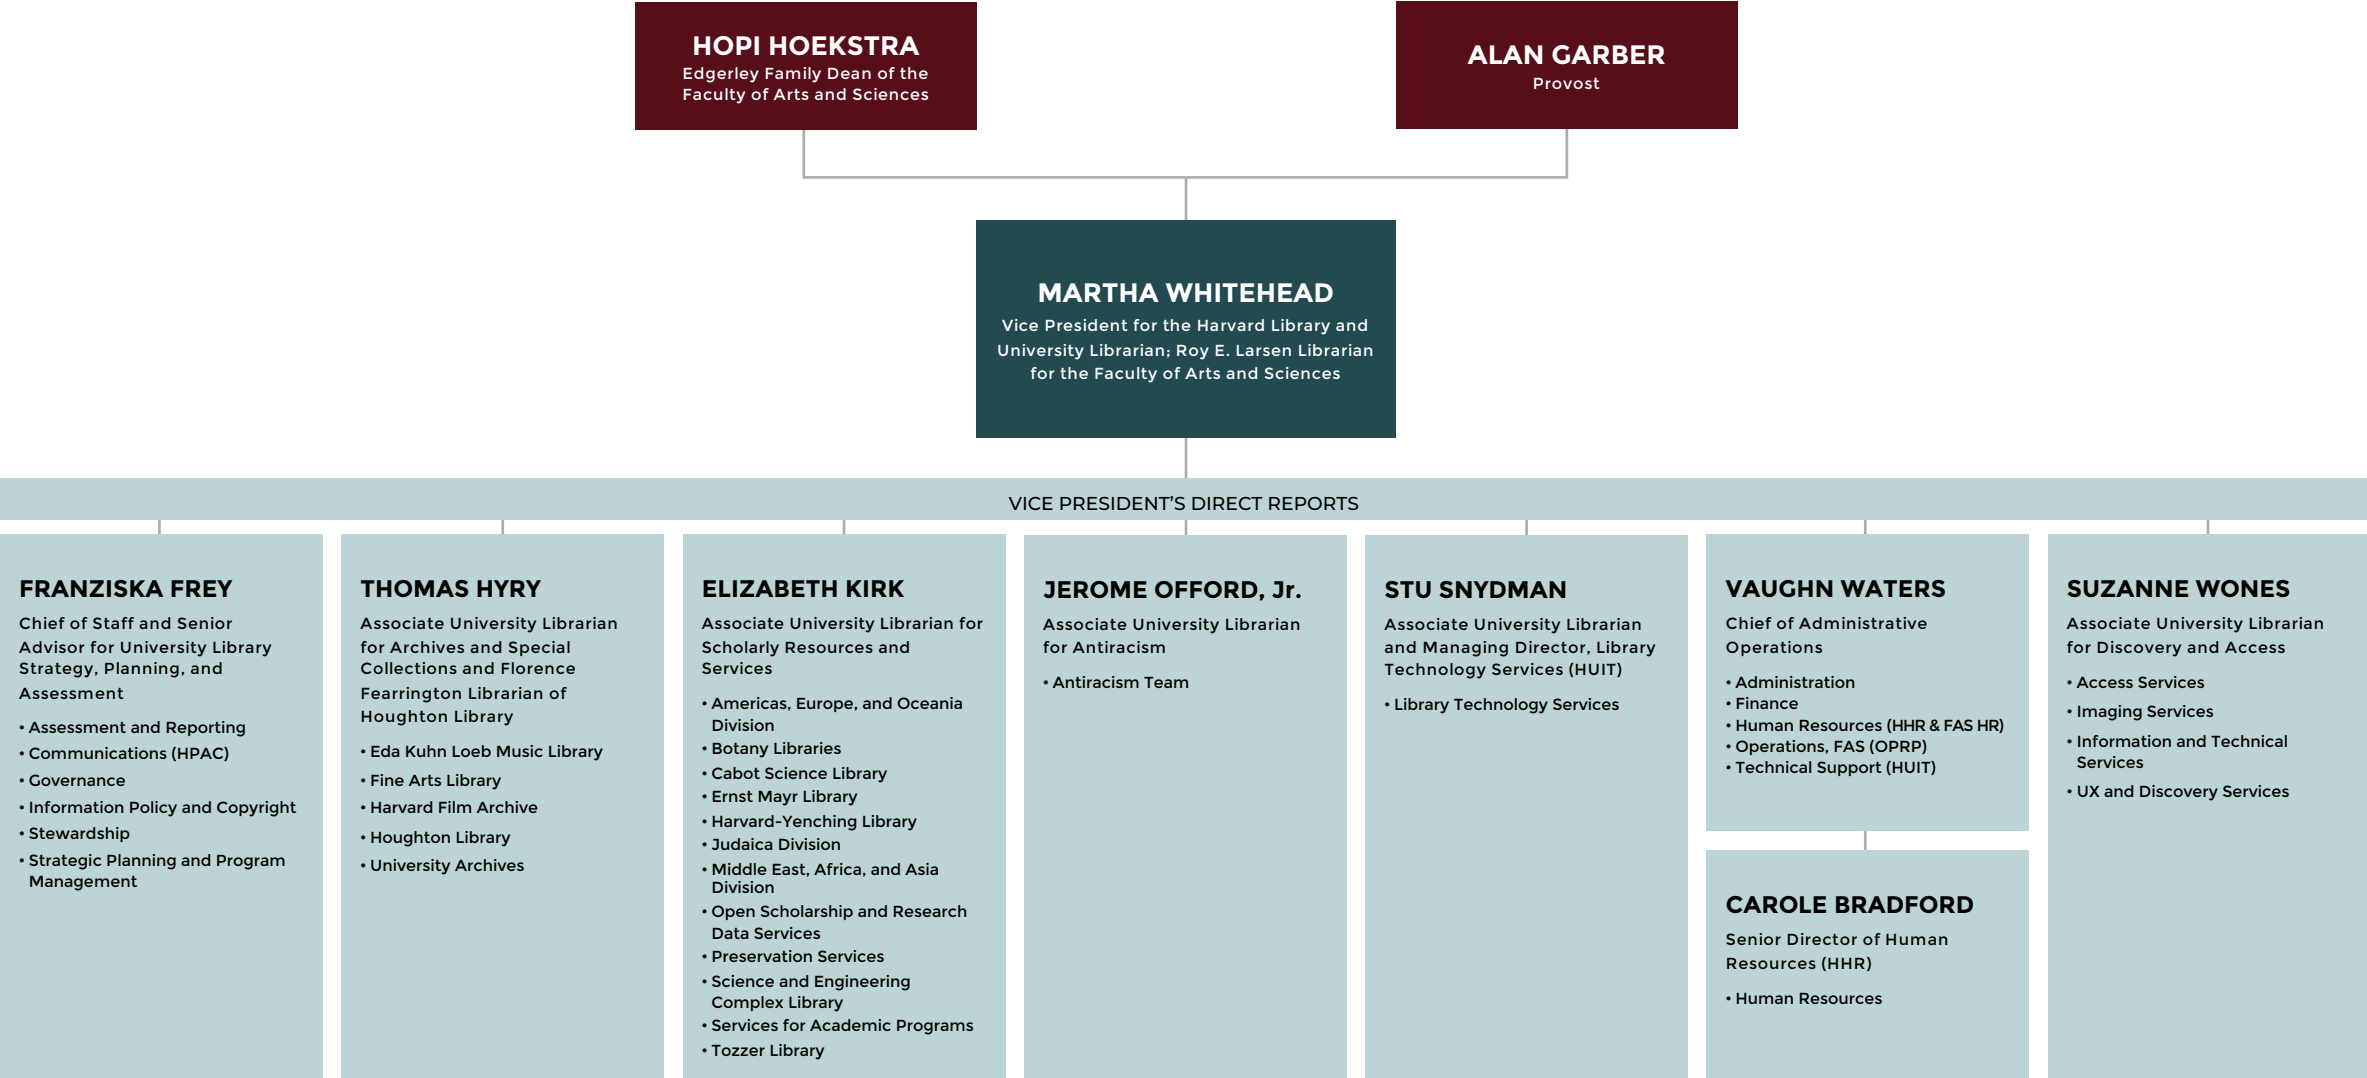 HOPI HOEKSTRA
Edgerley Family Dean of the
Faculty of Arts and Sciences
ALAN GARBER
Provost
MARTHA WHITEHEAD
Vice President for the Harvard Library and
University Librarian; Roy E. Larsen Librarian
for the Faculty of Arts and Sciences
VICE PRESIDENT’S DIRECT REPORTS
FRANZISKA FREY
Chief of Staff and Senior
Advisor for University Library
Strategy, Planning, and
Assessment
• Assessment and Reporting
• Communications (HPAC)
• Governance
• Information Policy and Copyright
• Stewardship
• Strategic Planning and Program
Management
THOMAS HYRY
Associate University Librarian
for Archives and Special
Collections and Florence
Fearrington Librarian of
Houghton Library
• Eda Kuhn Loeb Music Library
• Fine Arts Library
• Harvard Film Archive
• Houghton Library
• University Archives
ELIZABETH KIRK
Associate University Librarian for
Scholarly Resources and
Services
• Americas, Europe, and Oceania
Division
• Botany Libraries
• Cabot Science Library
• Ernst Mayr Library
• Harvard-Yenching Library
• Judaica Division
• Middle East, Africa, and Asia
Division
• Open Scholarship and Research
Data Services
• Preservation Services
• Science and Engineering
Complex Library
• Services for Academic Programs
• Tozzer Library
JEROME OFFORD, Jr.
Associate University Librarian
for Antiracism
• Antiracism Team
STU SNYDMAN
Associate University Librarian
and Managing Director, Library
Technology Services (HUIT)
• Library Technology Services
VAUGHN WATERS
Chief of Administrative
Operations
• Administration
• Finance
• Human Resources (HHR & FAS HR)
• Operations, FAS (OPRP)
• Technical Support (HUIT)
CAROLE BRADFORD
Senior Director of Human
Resources (HHR)
• Human Resources
SUZANNE WONES
Associate University Librarian
for Discovery and Access
• Access Services
• Imaging Services
• Information and Technical
Services
• UX and Discovery Services